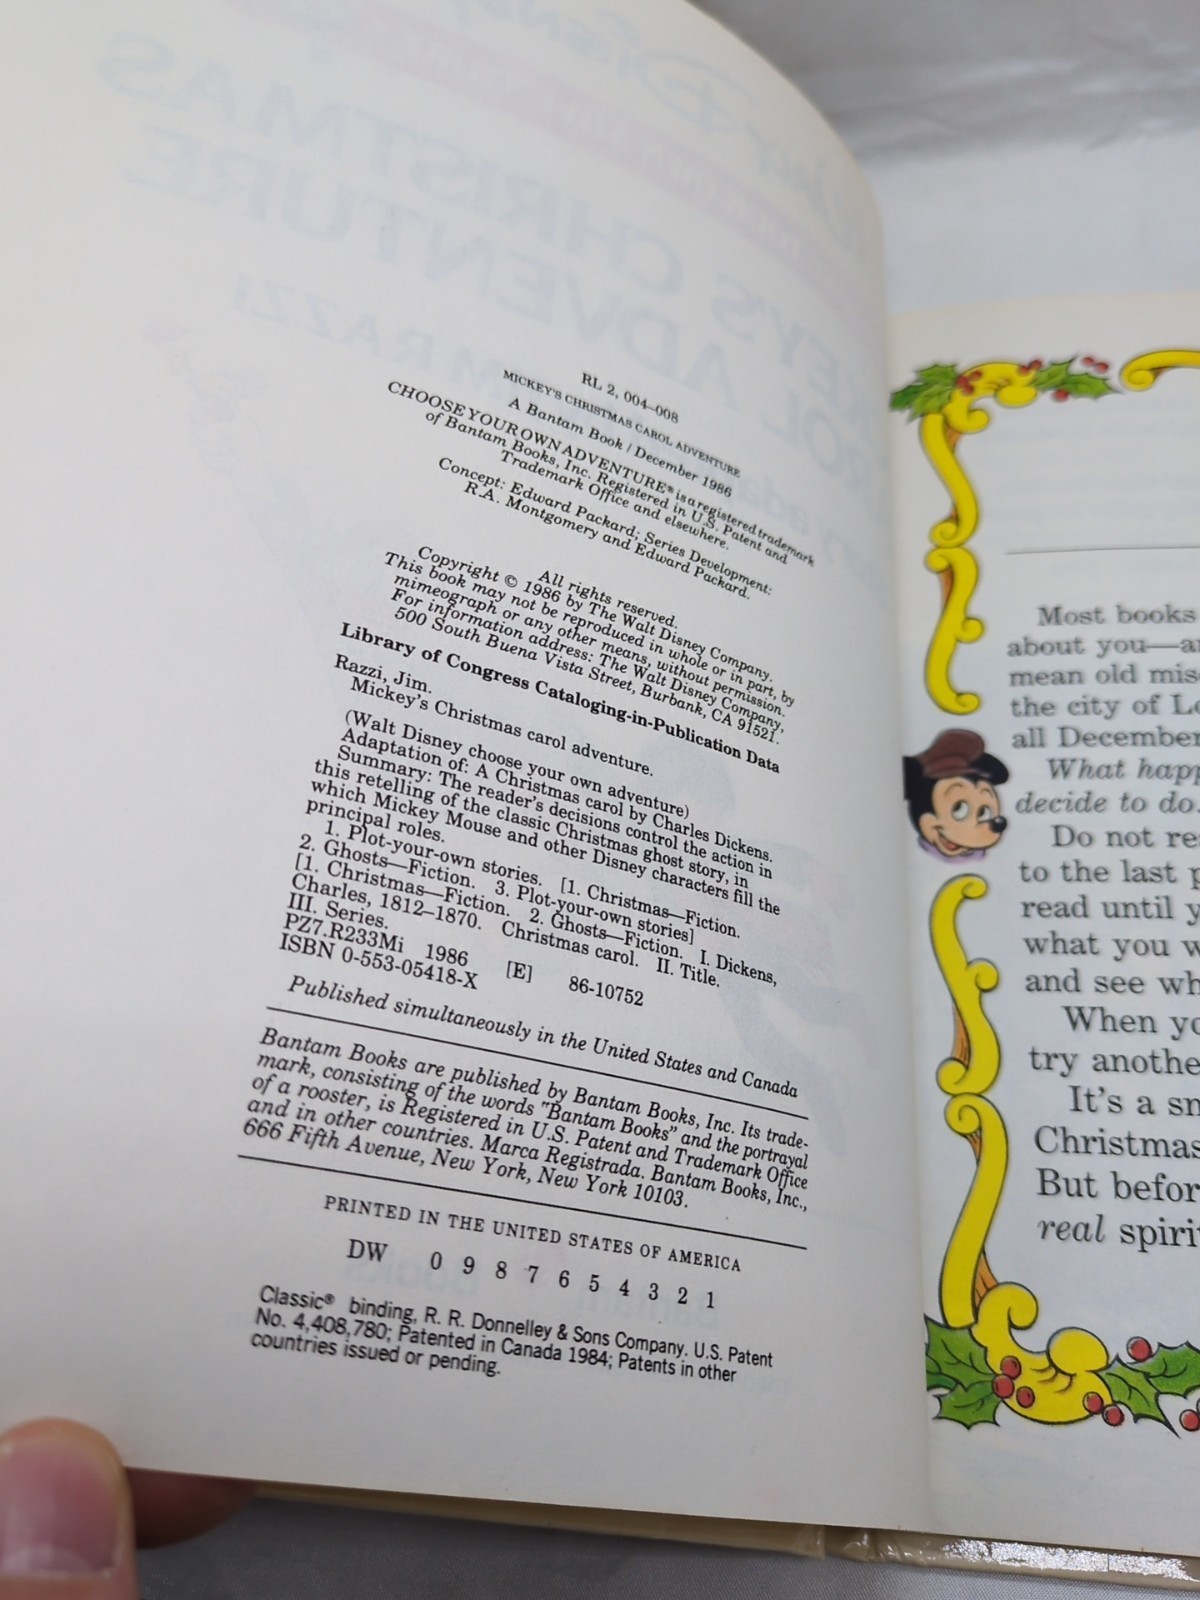 RL 2, 004–008
MICKEY'S CHRISTMAS CAROL ADVENTURE
A Bantam Book / December 1986
CHOOSE YOUR OWN ADVENTURE® is a registered trademark
of Bantam Books, Inc. Registered in U.S. Patent and
Trademark Office and elsewhere.
Concept: Edward Packard; Series Development:
R.A. Montgomery and Edward Packard.
All rights reserved.
Copyright © 1986 by The Walt Disney Company.
This book may not be reproduced in whole or in part, by
mimeograph or any other means, without permission.
For information address: The Walt Disney Company,
500 South Buena Vista Street, Burbank, CA 91521.
Library of Congress Cataloging-in-Publication Data
Razzi, Jim.
Mickey's Christmas carol adventure.
(Walt Disney choose your own adventure)
Adaptation of: A Christmas carol by Charles Dickens.
Summary: The reader's decisions control the action in
this retelling of the classic Christmas ghost story, in
which Mickey Mouse and other Disney characters fill the
principal roles.
1. Plot-your-own stories. [1. Christmas—Fiction.
2. Ghosts—Fiction. 3. Plot-your-own stories]
[1. Christmas—Fiction. 2. Ghosts—Fiction. I. Dickens,
Charles, 1812–1870. Christmas carol. II. Title.
III. Series.
PZ7.R233Mi 1986 [E] 86-10752
ISBN 0-553-05418-X
Published simultaneously in the United States and Canada
Bantam Books are published by Bantam Books, Inc. Its trade-
mark, consisting of the words "Bantam Books" and the portrayal
of a rooster, is Registered in U.S. Patent and Trademark Office
and in other countries. Marca Registrada. Bantam Books, Inc.,
666 Fifth Avenue, New York, New York 10103.
PRINTED IN THE UNITED STATES OF AMERICA
DW 0 9 8 7 6 5 4 3 2 1
Classic® binding, R. R. Donnelley & Sons Company. U.S. Patent
No. 4,408,780; Patented in Canada 1984; Patents in other
countries issued or pending.
Most books
about you—
mean old
the city of
all December
What
decide to do.
Do not
to the last
read until
what you
and see
When
try
It's a
Christmas
But
real